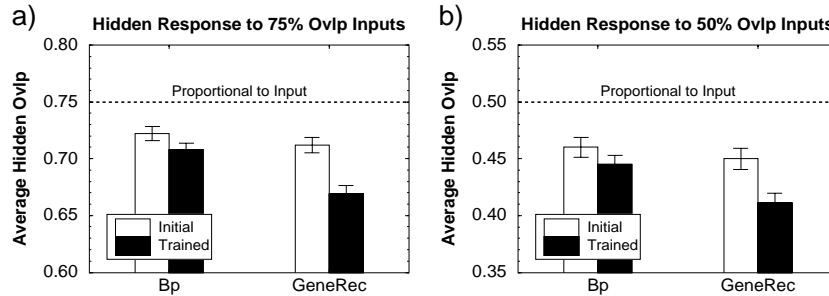 a)
Hidden Response to 75% Ovlp Inputs
Average Hidden Ovlp
0.80
0.75
0.70
0.65
0.60
Proportional to Input
Initial
Trained
Bp
GeneRec
b)
Hidden Response to 50% Ovlp Inputs
Average Hidden Ovlp
0.55
0.50
0.45
0.40
0.35
Proportional to Input
Initial
Trained
Bp
GeneRec